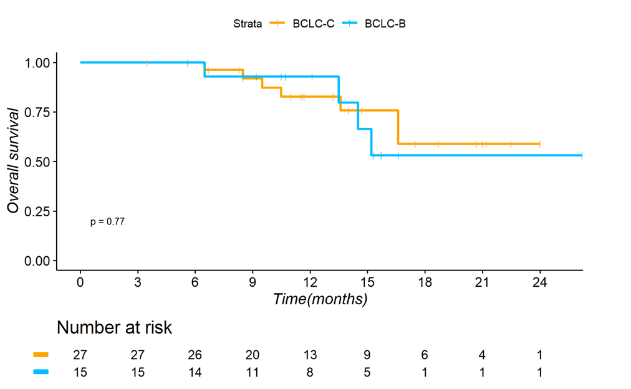 Strata BCLC-C BCLC-B
Overall survival
1.00
0.75
0.50
0.25
0.00
p = 0.77
0 3 6 9 12 15 18 21 24
Time(months)
Number at risk
27 27 26 20 13 9 6 4 1
15 15 14 11 8 5 1 1 1